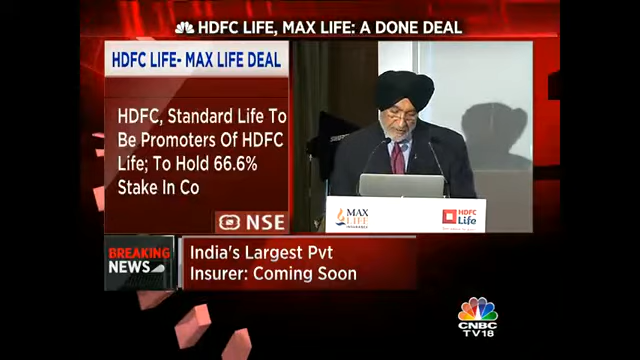 HDFC LIFE, MAX LIFE: A DONE DEAL
HDFC LIFE- MAX LIFE DEAL
HDFC, Standard Life To
Be Promoters Of HDFC
Life; To Hold 66.6%
Stake In Co
NSE
MAX
LIFE
INSURANCE
HDFC
Life
BREAKING
NEWS
India's Largest Pvt
Insurer: Coming Soon
CNBC
TV18